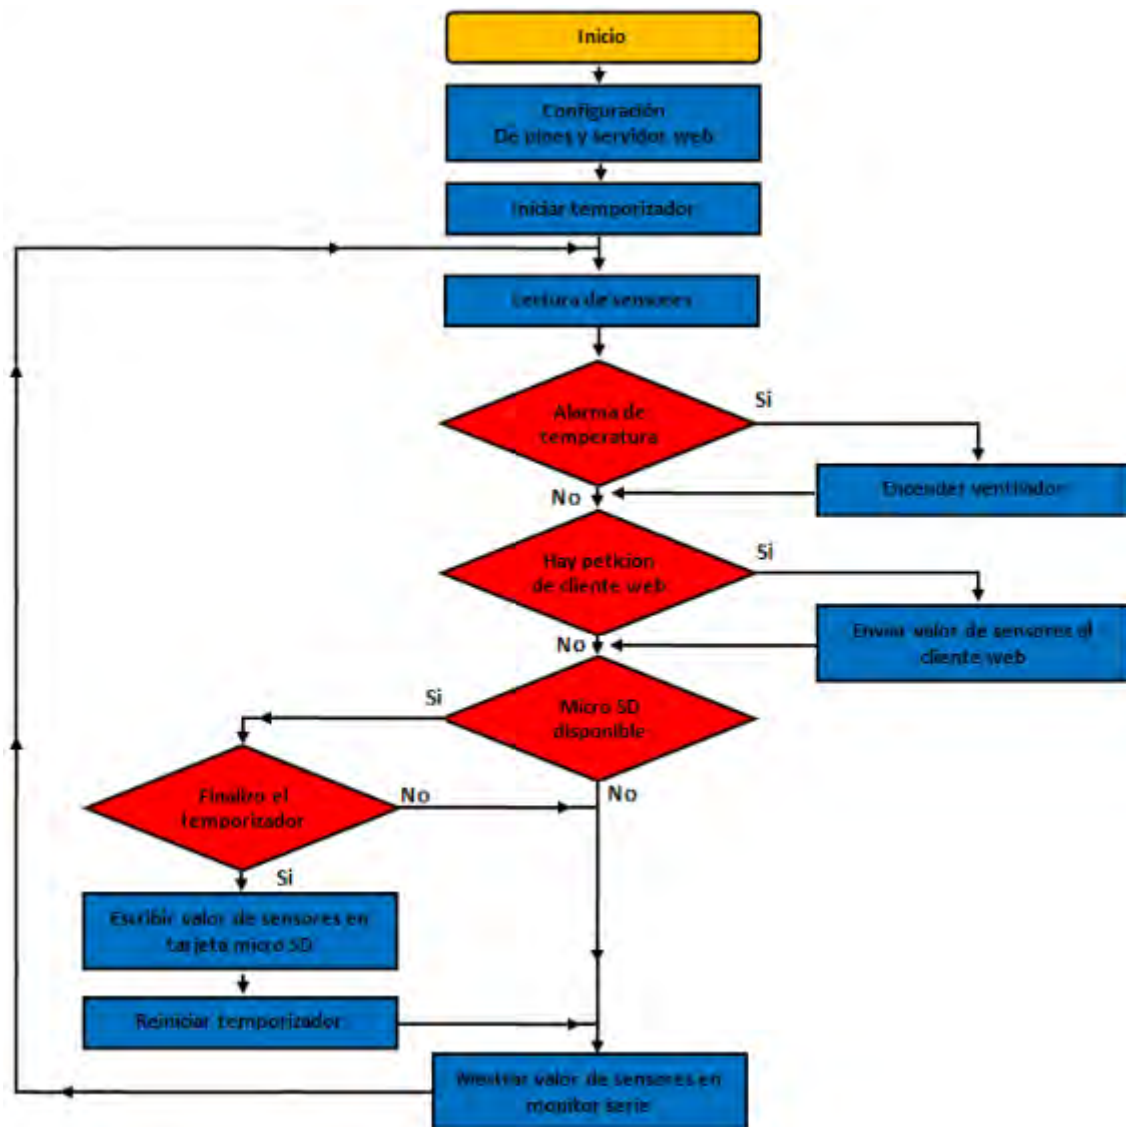 Inicio
Configuración
De pines y servidor web
Iniciar temporizador
Lectura de sensores
Alarma de
temperatura
Si
Encender ventilador
No
Hay peticion
de cliente web
Si
Enviar valor de sensores al
cliente web
No
Micro SD
disponible
Si
No
Finalizo el
temporizador
No
Si
Escribir valor de sensores en
tarjeta micro SD
Reiniciar temporizador
Mostrar valor de sensores en
monitor serie